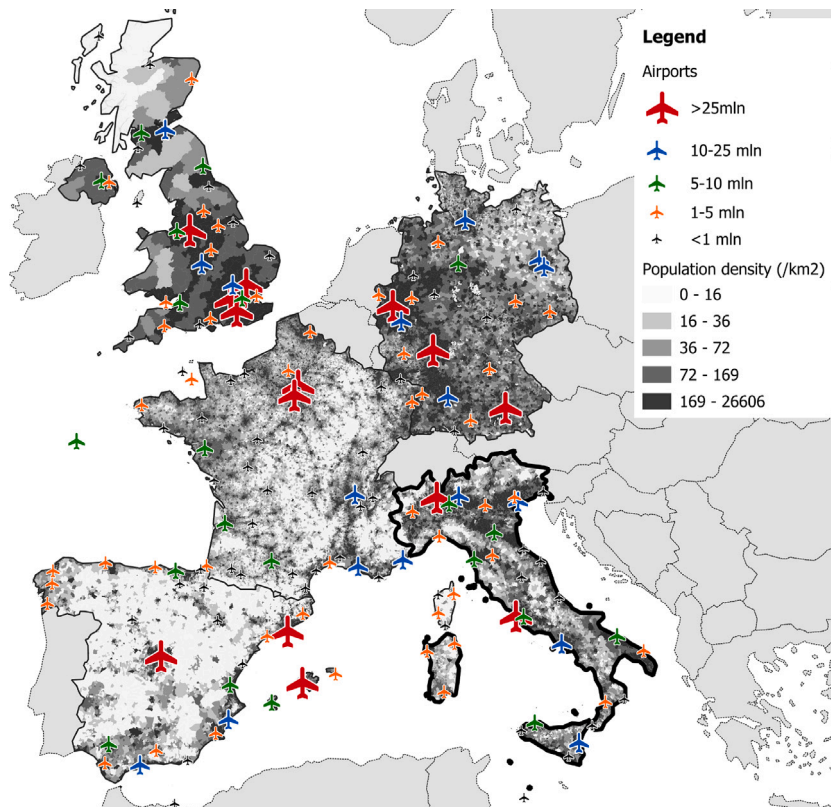 Legend
Airports
>25mln
10-25 mln
5-10 mln
1-5 mln
<1 mln
Population density (/km2)
0 - 16
16 - 36
36 - 72
72 - 169
169 - 26606